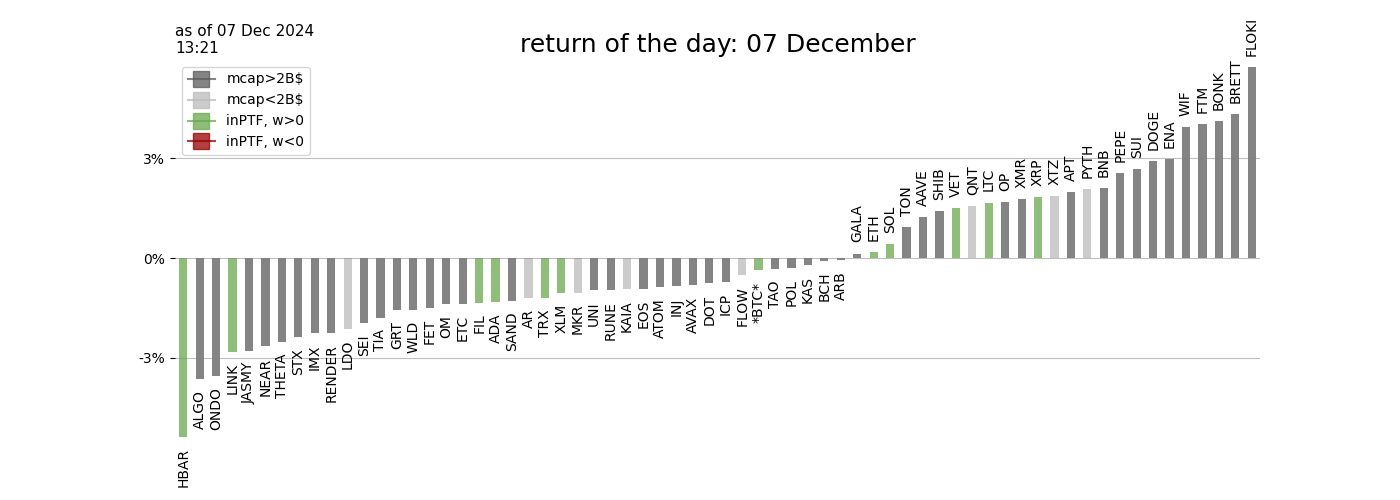 as of 07 Dec 2024
13:21
return of the day: 07 December
mcap>2B$
mcap<2B$
inPTF, w>0
inPTF, w<0
3%
0%
-3%
HBAR
ALGO
ONDO
LINK
JASMY
NEAR
THETA
STX
IMX
RENDER
LDO
SEI
TIA
GRT
WLD
FET
OM
ETC
FIL
ADA
SAND
AR
TRX
XLM
MKR
UNI
RUNE
KAIA
EOS
ATOM
INJ
AVAX
DOT
ICP
FLOW
*BTC*
TAO
POL
KAS
BCH
ARB
GALA
ETH
SOL
TON
AAVE
SHIB
VET
QNT
LTC
OP
XMR
XRP
XTZ
APT
PYTH
BNB
PEPE
SUI
DOGE
ENA
WIF
FTM
BONK
BRETT
FLOKI